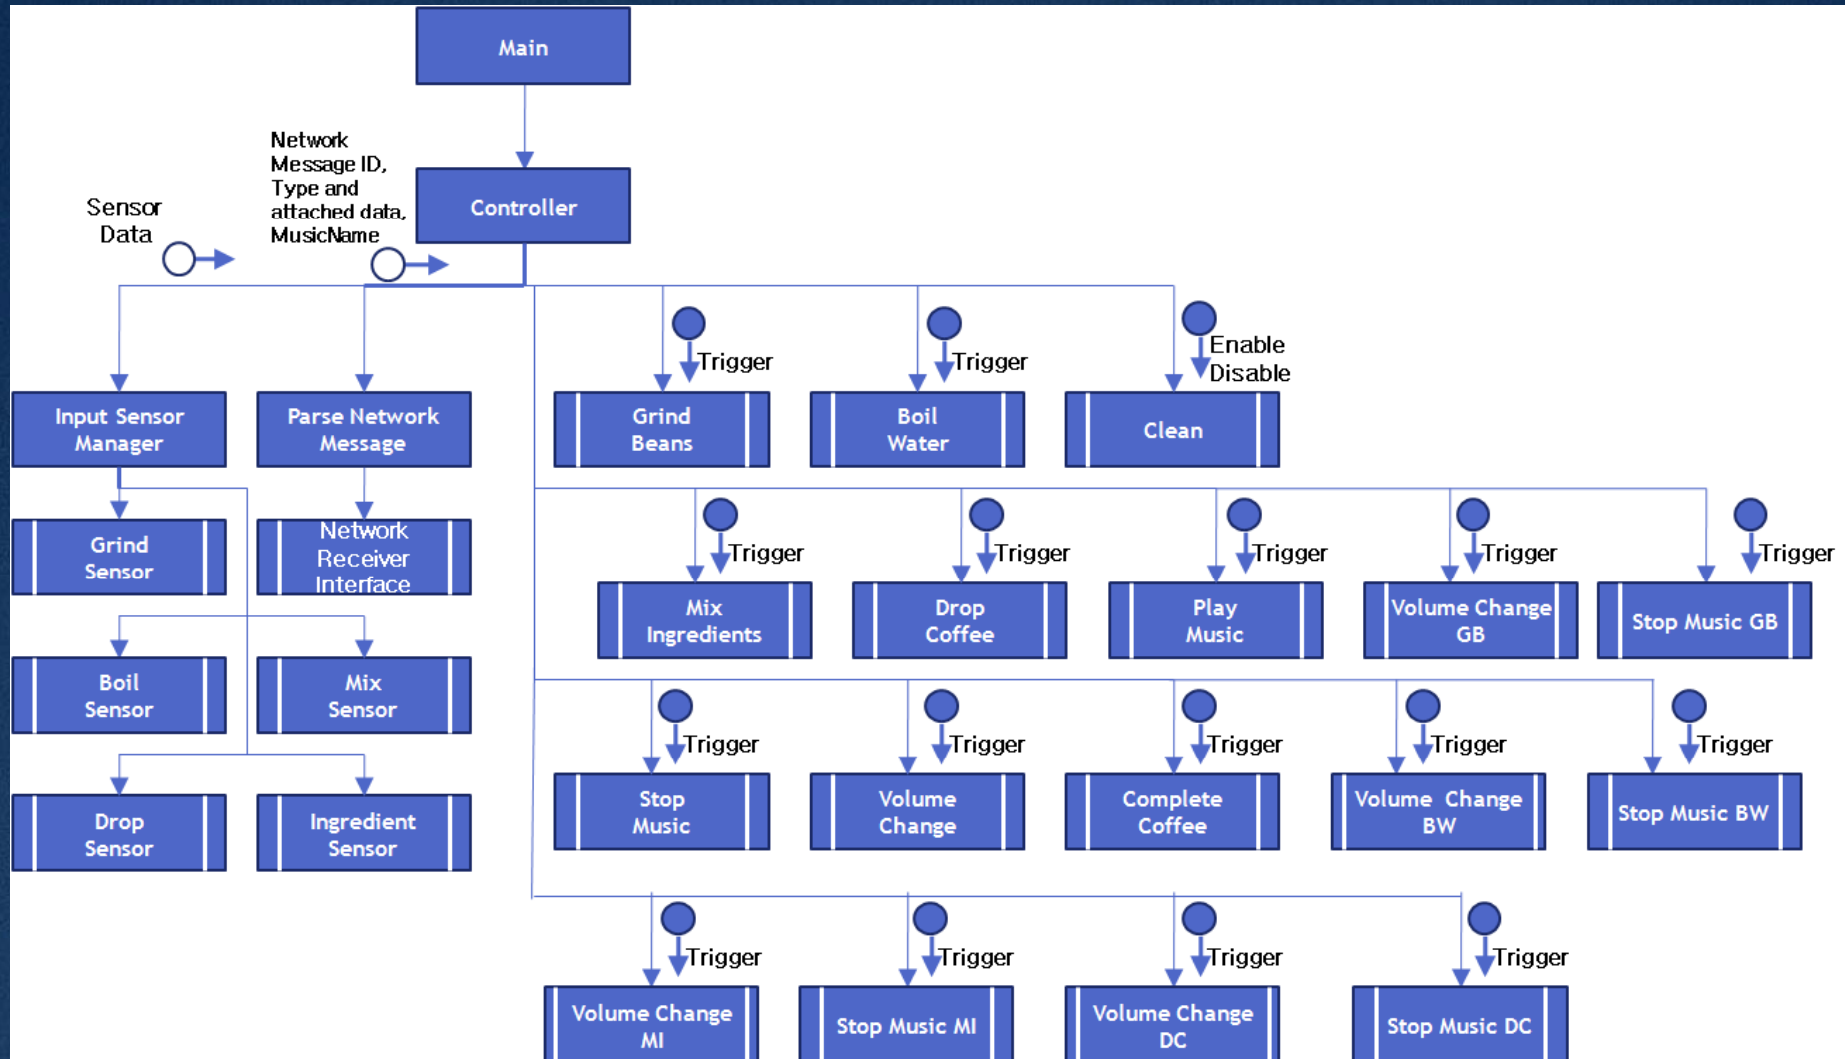 Main
Network
Message ID,
Type and
attached data,
MusicName
Controller
Sensor
Data
Trigger
Trigger
Enable
Disable
Input Sensor
Manager
Parse Network
Message
Grind
Beans
Boil
Water
Clean
Grind
Sensor
Network
Receiver
Interface
Trigger
Trigger
Trigger
Trigger
Trigger
Mix
Ingredients
Drop
Coffee
Play
Music
Volume Change
GB
Stop Music GB
Boil
Sensor
Mix
Sensor
Trigger
Trigger
Trigger
Trigger
Trigger
Stop
Music
Volume
Change
Complete
Coffee
Volume Change
BW
Stop Music BW
Drop
Sensor
Ingredient
Sensor
Trigger
Trigger
Trigger
Trigger
Volume Change
MI
Stop Music MI
Volume Change
DC
Stop Music DC